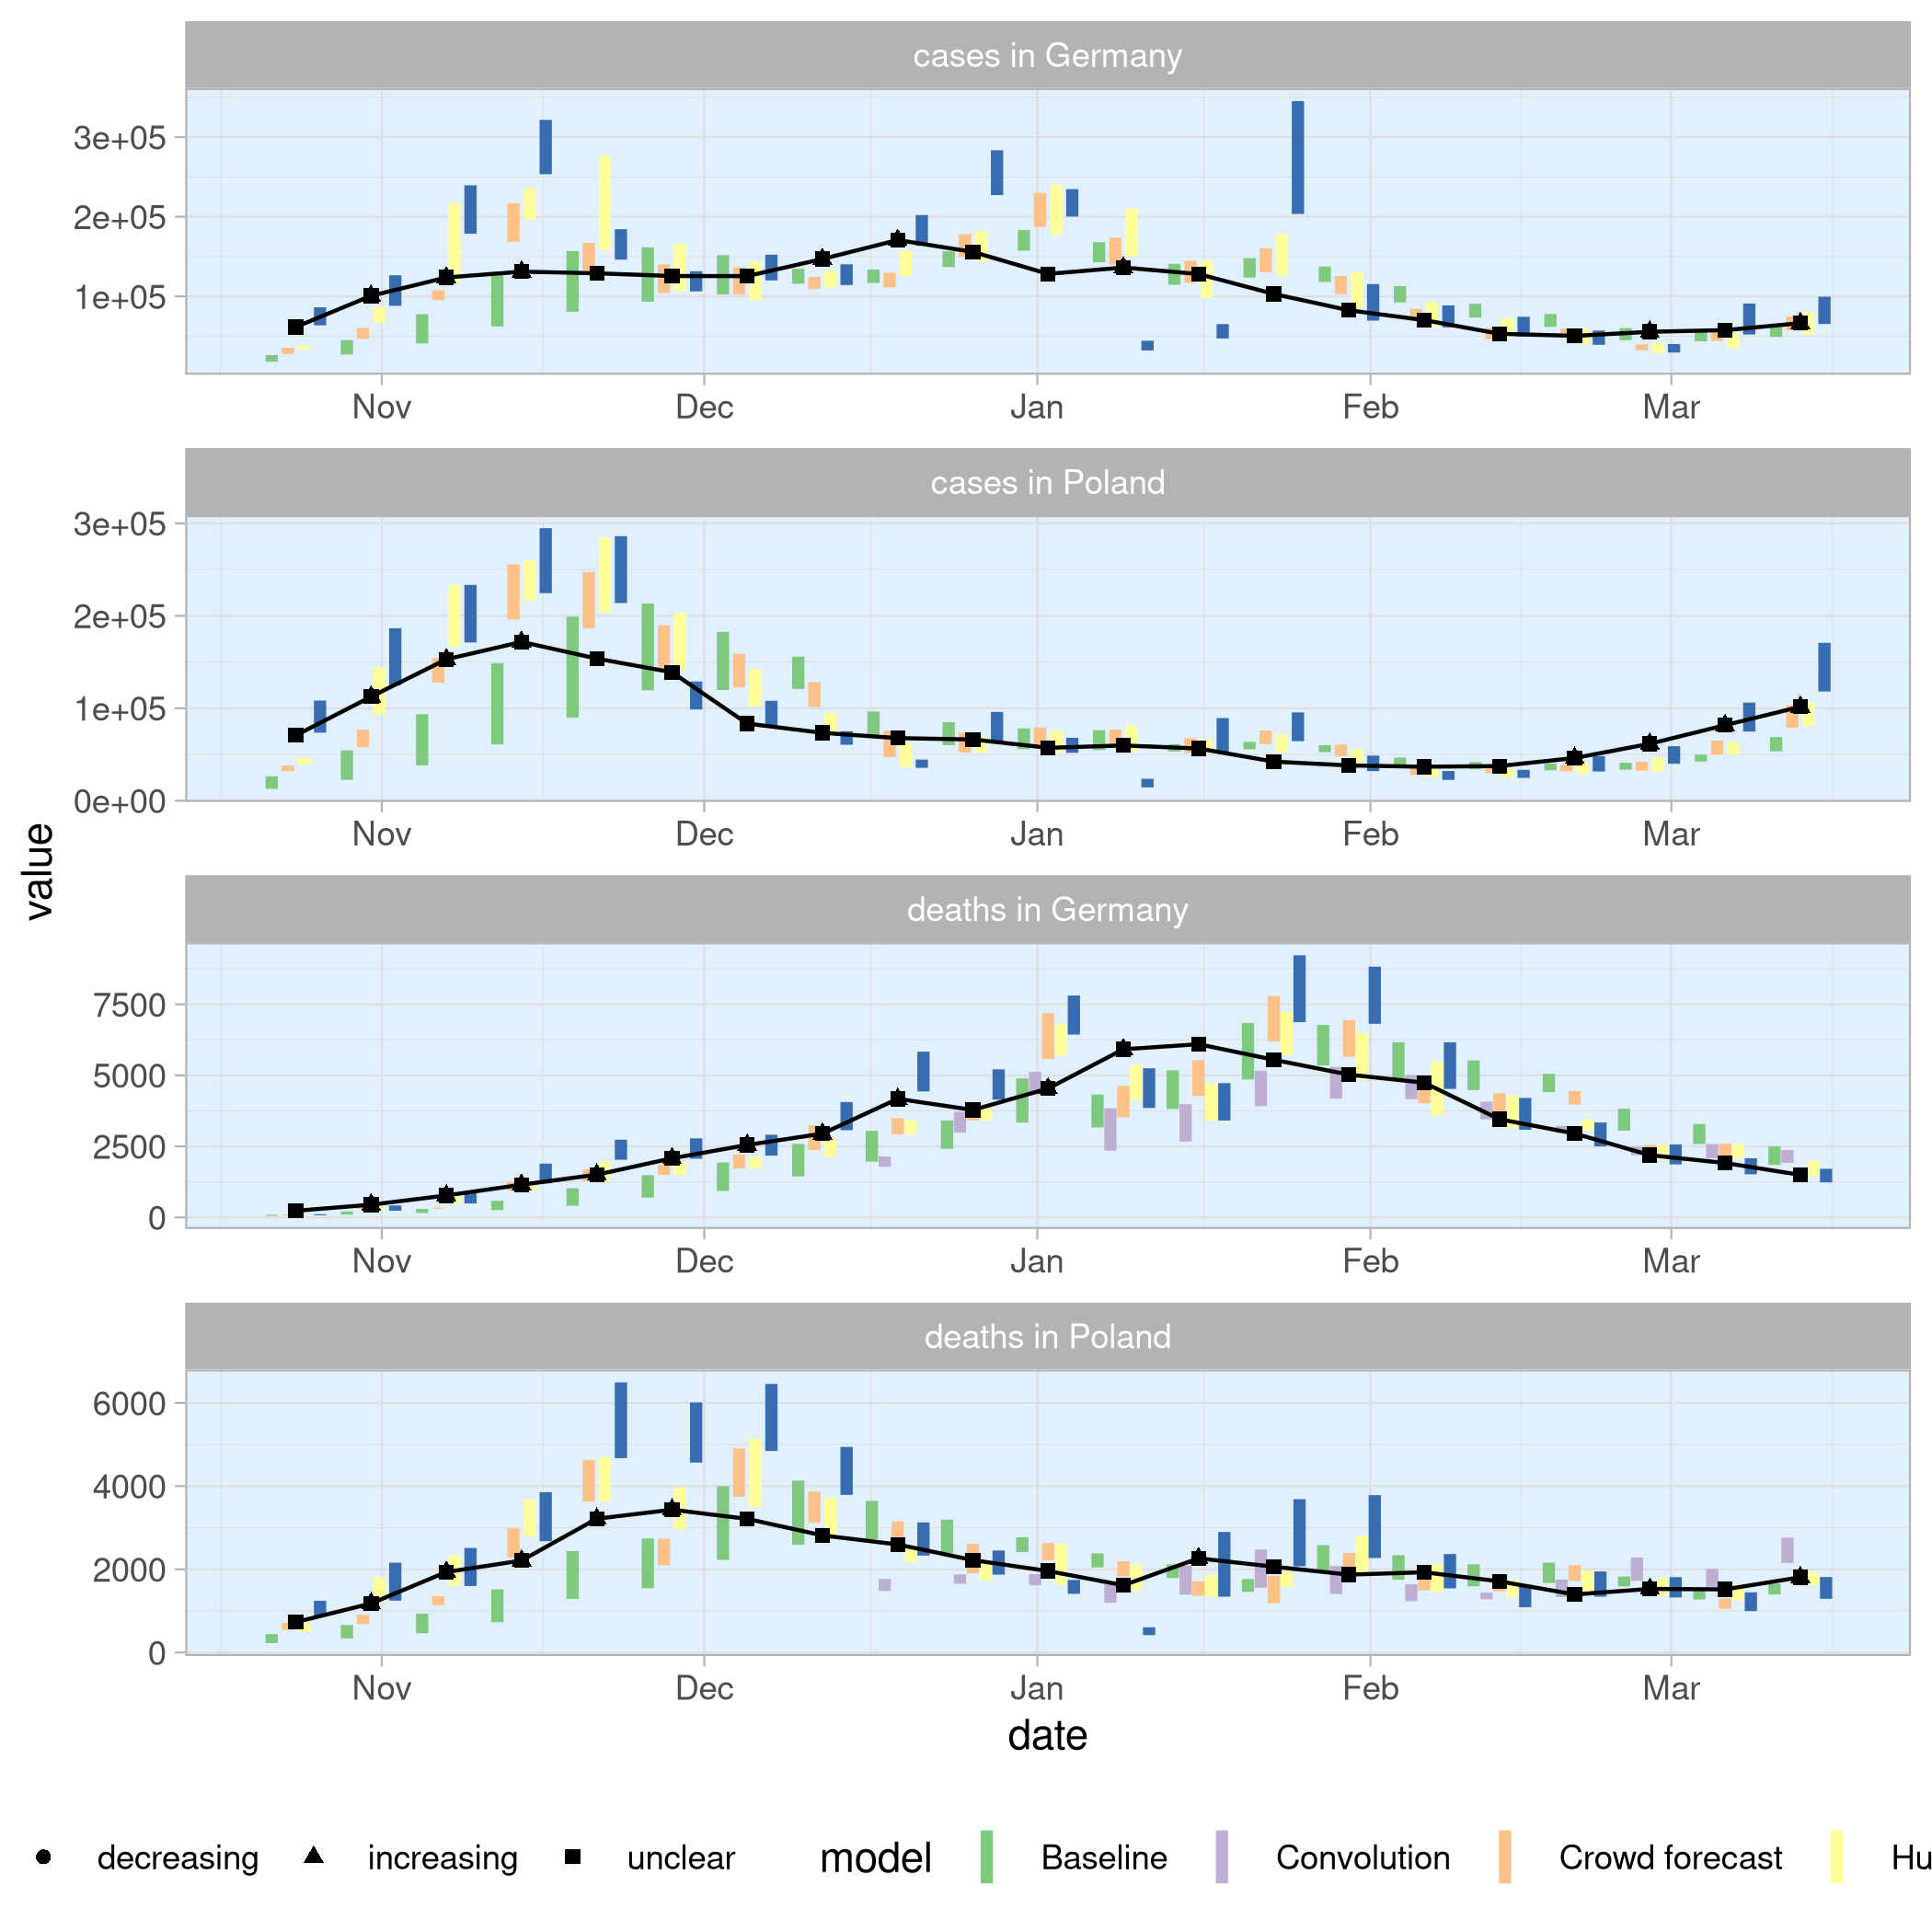 cases in Germany
3e+05
2e+05
1e+05
Nov Dec Jan Feb Mar
cases in Poland
3e+05
2e+05
1e+05
0e+00
Nov Dec Jan Feb Mar
value
deaths in Germany
7500
5000
2500
0
Nov Dec Jan Feb Mar
deaths in Poland
6000
4000
2000
0
Nov Dec Jan Feb Mar
date
decreasing increasing unclear model Baseline Convolution Crowd forecast Hu